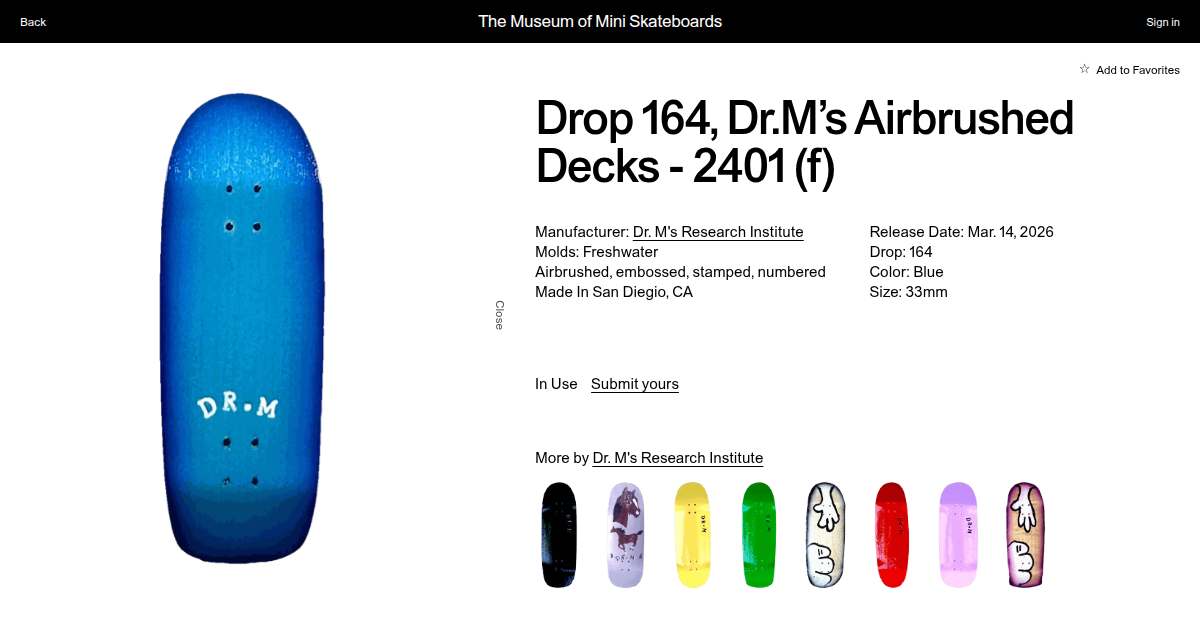 Back
The Museum of Mini Skateboards
Sign in
☆ Add to Favorites
Drop 164, Dr.M’s Airbrushed
Decks - 2401 (f)
Manufacturer: Dr. M's Research Institute
Molds: Freshwater
Airbrushed, embossed, stamped, numbered
Made In San Diegio, CA
Release Date: Mar. 14, 2026
Drop: 164
Color: Blue
Size: 33mm
Close
DR.M
In Use Submit yours
More by Dr. M's Research Institute